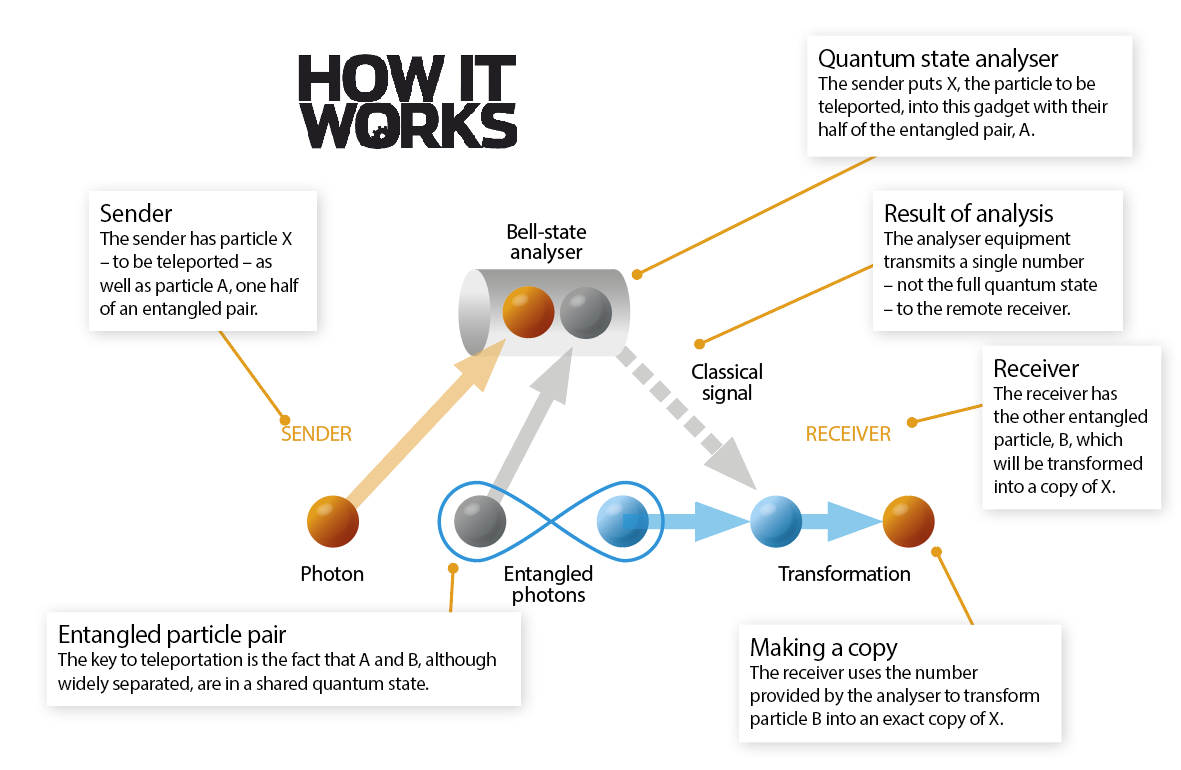 HOW IT
WORKS
Quantum state analyser
The sender puts X, the particle to be
teleported, into this gadget with their
half of the entangled pair, A.
Sender
The sender has particle X
– to be teleported – as
well as particle A, one half
of an entangled pair.
Bell-state
analyser
Result of analysis
The analyser equipment
transmits a single number
– not the full quantum state
– to the remote receiver.
Classical
signal
Receiver
The receiver has
the other entangled
particle, B, which
will be transformed
into a copy of X.
SENDER
RECEIVER
Photon
Entangled
photons
Transformation
Entangled particle pair
The key to teleportation is the fact that A and B, although
widely separated, are in a shared quantum state.
Making a copy
The receiver uses the number
provided by the analyser to transform
particle B into an exact copy of X.